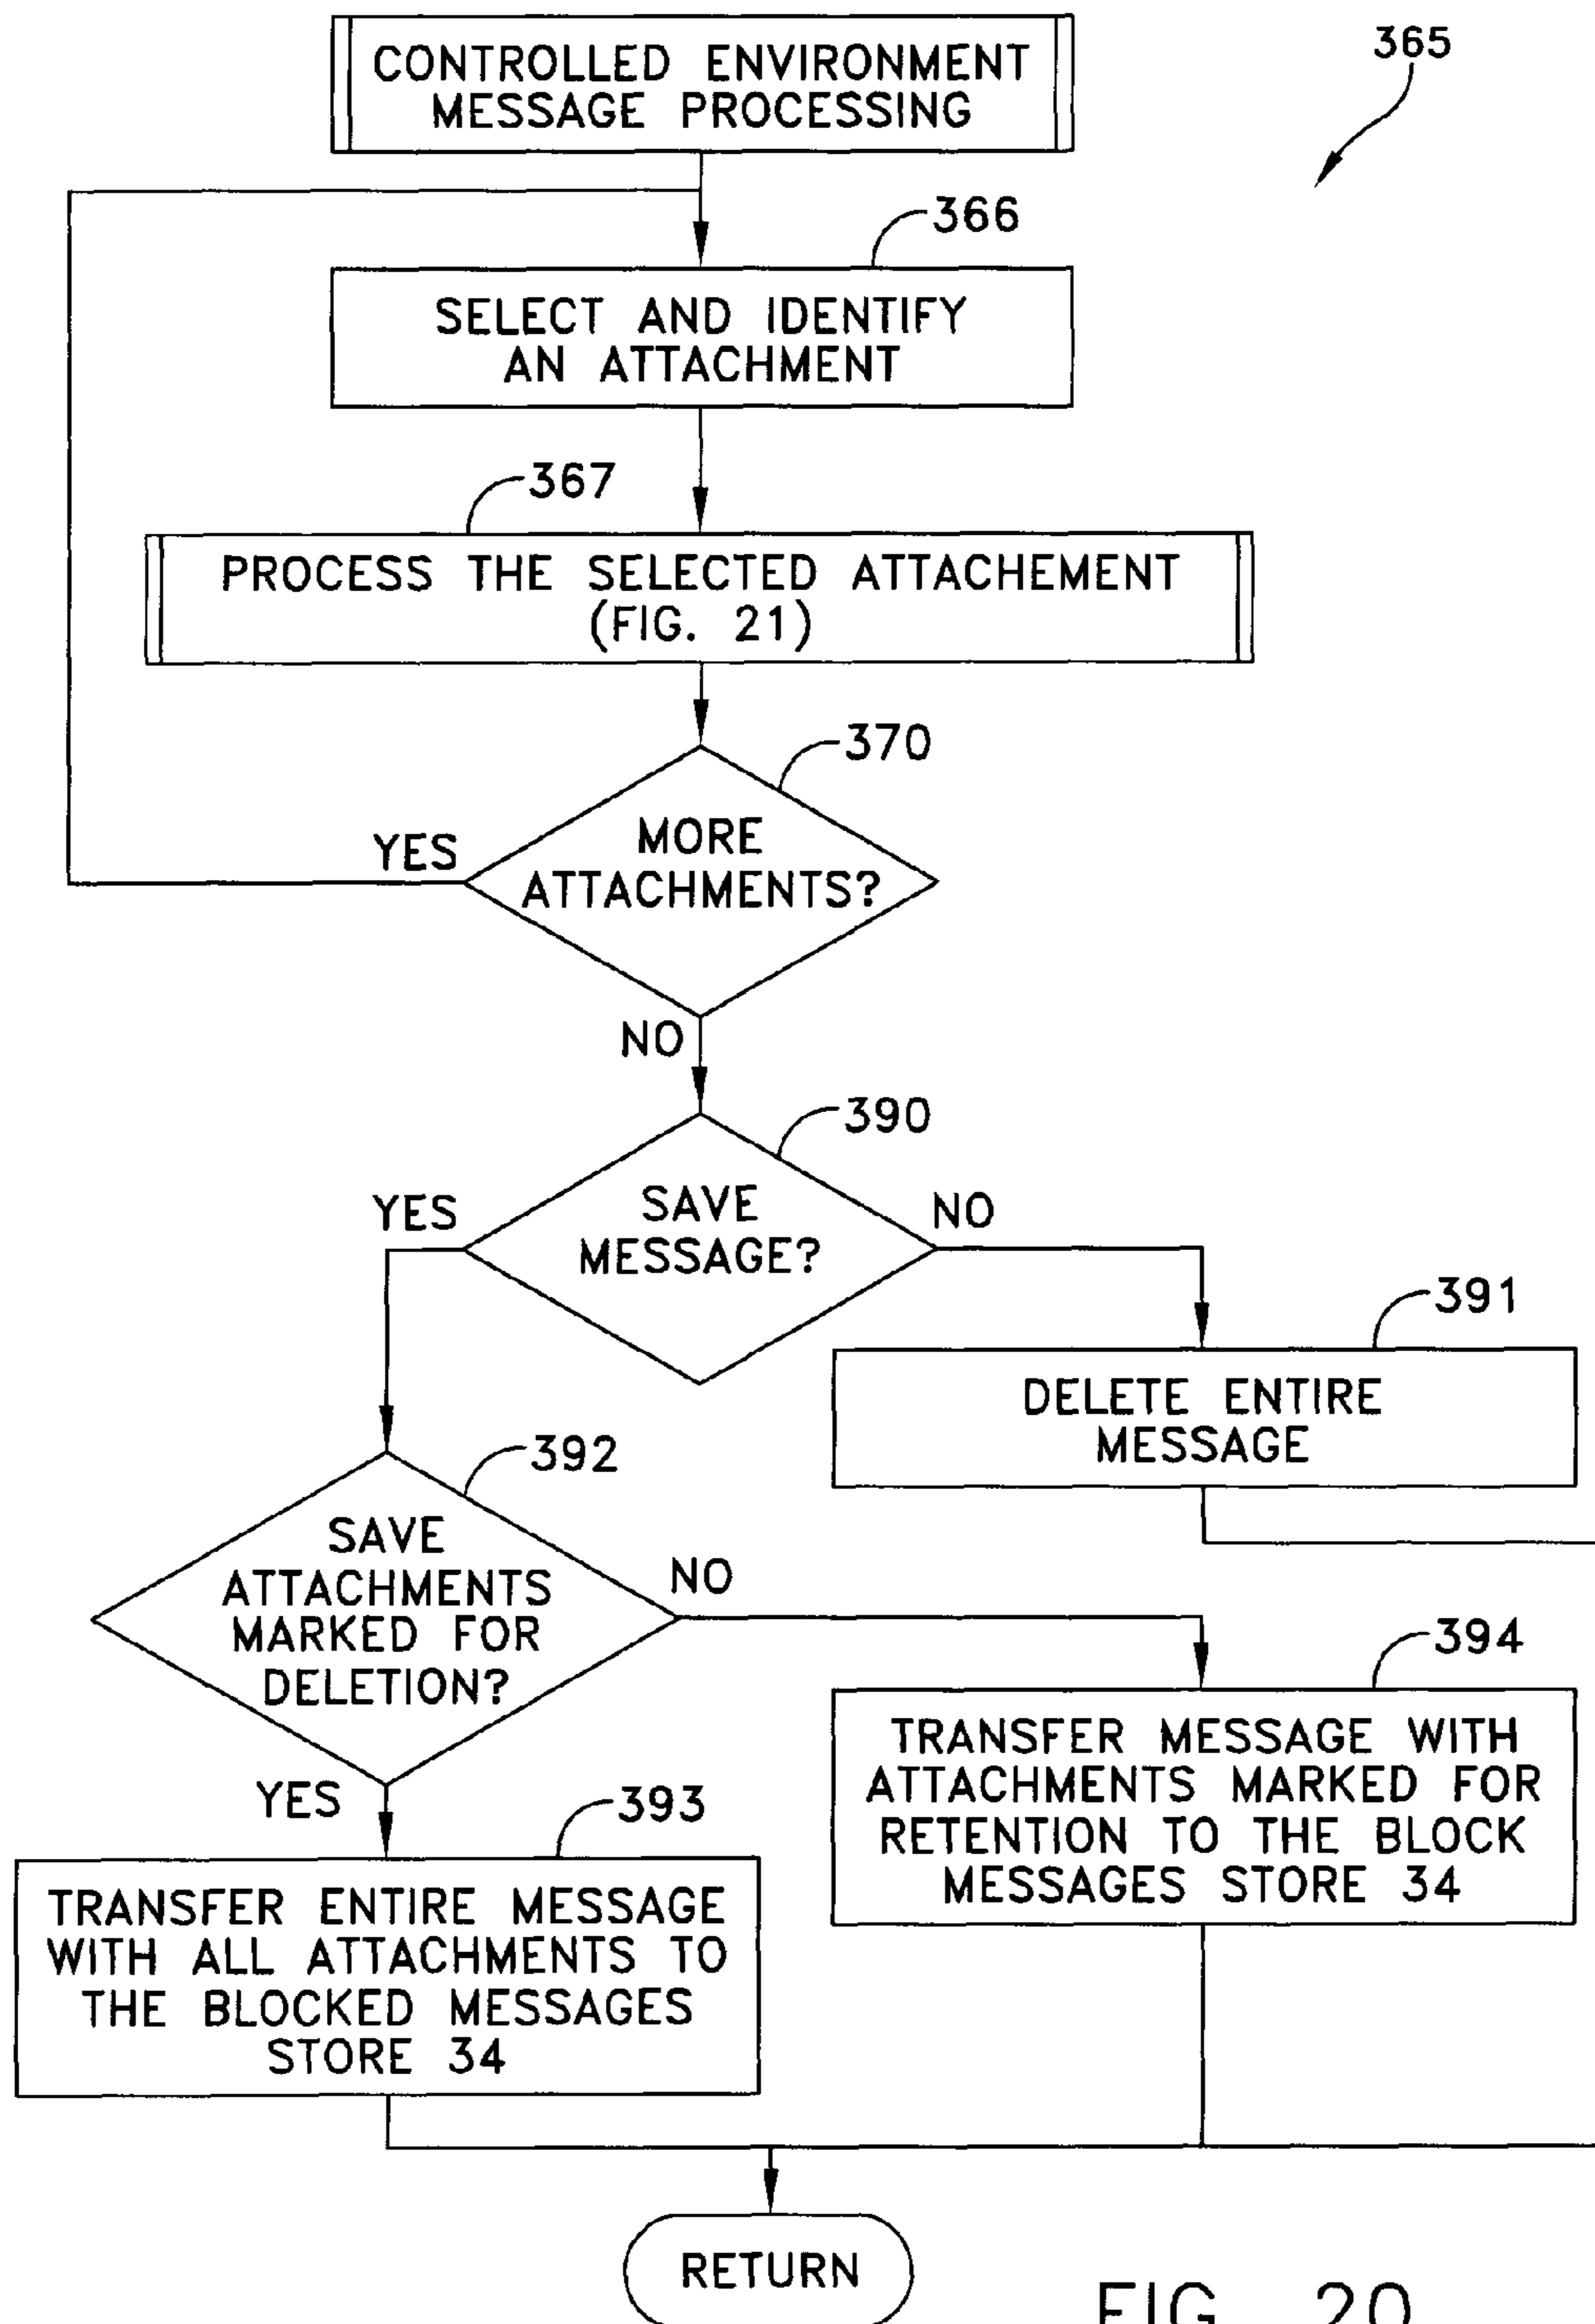 CONTROLLED ENVIRONMENT
MESSAGE PROCESSING
365
366
SELECT AND IDENTIFY
AN ATTACHMENT
367
PROCESS THE SELECTED ATTACHEMENT
(FIG. 21)
370
MORE
ATTACHMENTS?
YES
NO
390
SAVE
MESSAGE?
YES
NO
391
DELETE ENTIRE
MESSAGE
392
SAVE
ATTACHMENTS
MARKED FOR
DELETION?
NO
YES
394
TRANSFER MESSAGE WITH
ATTACHMENTS MARKED FOR
RETENTION TO THE BLOCK
MESSAGES STORE 34
393
TRANSFER ENTIRE MESSAGE
WITH ALL ATTACHMENTS TO
THE BLOCKED MESSAGES
STORE 34
RETURN
FIG. 20